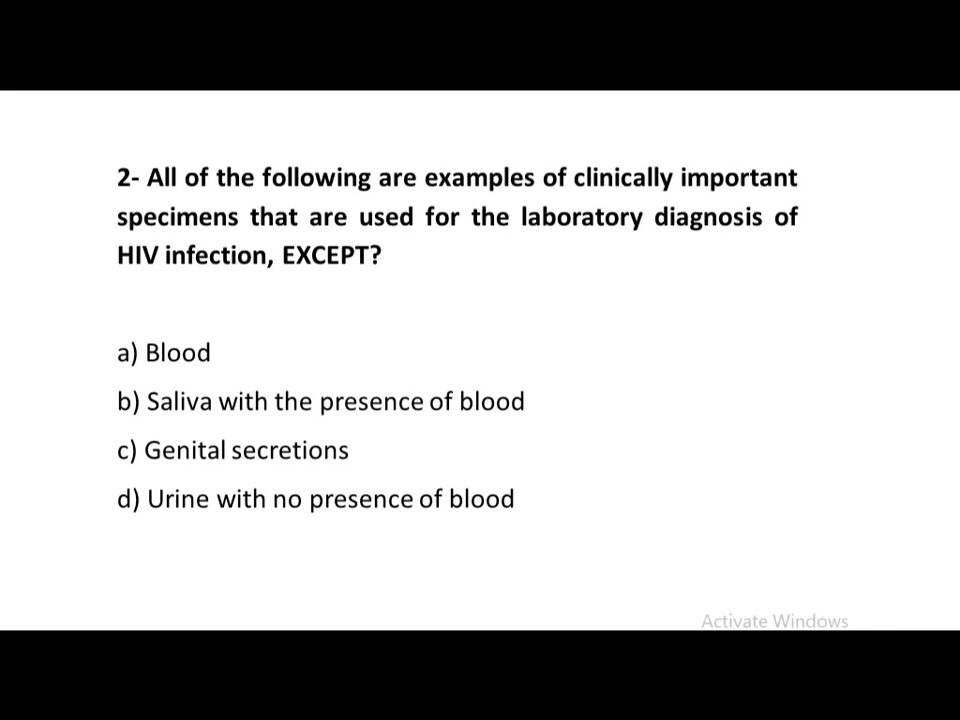 2- All of the following are examples of clinically important
specimens that are used for the laboratory diagnosis of
HIV infection, EXCEPT?
a) Blood
b) Saliva with the presence of blood
c) Genital secretions
d) Urine with no presence of blood
Activate Windows